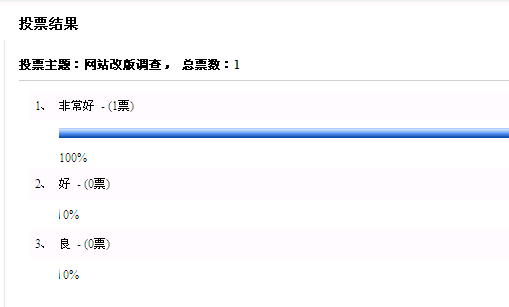 投票结果
投票主题：网站改版调查， 总票数：1
1、 非常好 - (1票)
100%
2、 好 - (0票)
0%
3、 良 - (0票)
0%